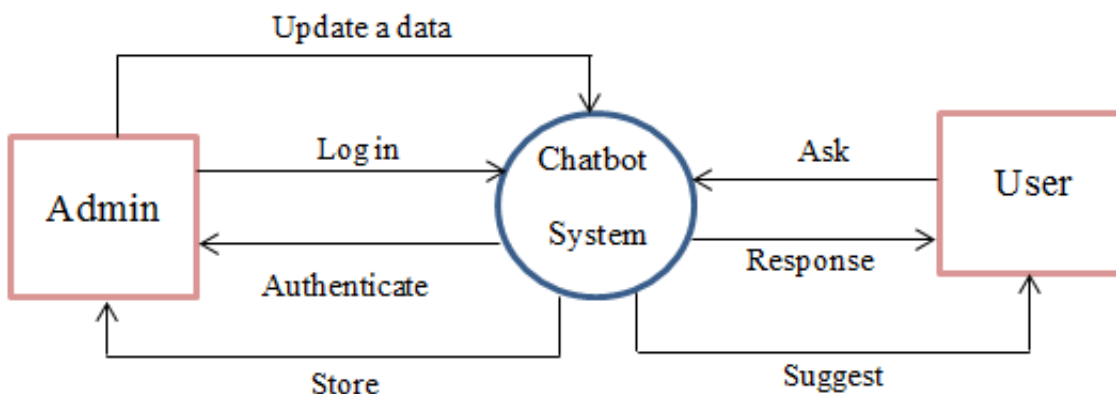 Update a data
Log in
Chatbot
Ask
User
Admin
System
Response
Authenticate
Store
Suggest